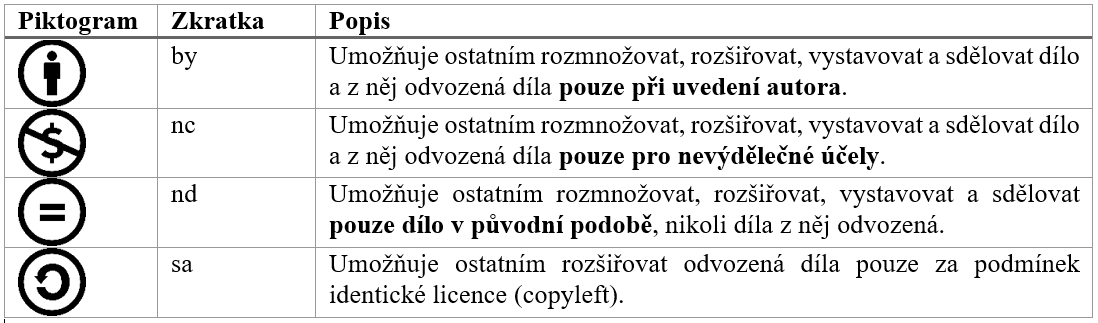 Piktogram Zkratka Popis
by Umožňuje ostatním rozmnožovat, rozšiřovat, vystavovat a sdělovat dílo
a z něj odvozená díla pouze při uvedení autora.
nc Umožňuje ostatním rozmnožovat, rozšiřovat, vystavovat a sdělovat dílo
a z něj odvozená díla pouze pro nevýdělečné účely.
nd Umožňuje ostatním rozmnožovat, rozšiřovat, vystavovat a sdělovat
pouze dílo v původní podobě, nikoli díla z něj odvozená.
sa Umožňuje ostatním rozšiřovat odvozená díla pouze za podmínek
identické licence (copyleft).